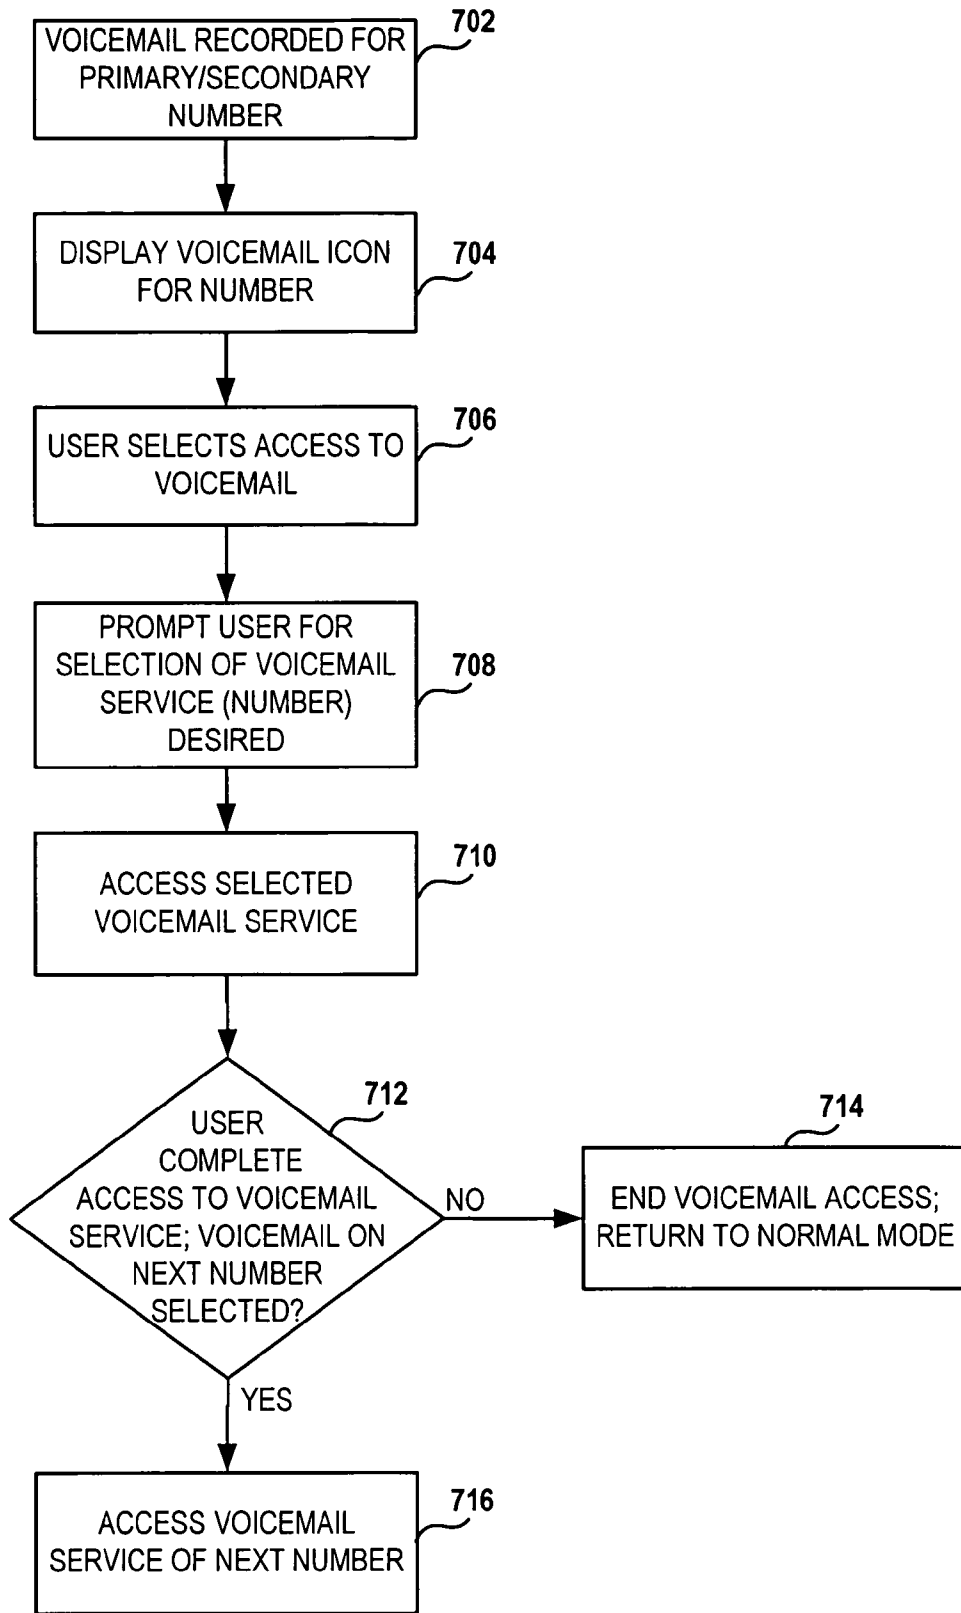 702
VOICEMAIL RECORDED FOR
PRIMARY/SECONDARY
NUMBER
704
DISPLAY VOICEMAIL ICON
FOR NUMBER
706
USER SELECTS ACCESS TO
VOICEMAIL
708
PROMPT USER FOR
SELECTION OF VOICEMAIL
SERVICE (NUMBER)
DESIRED
710
ACCESS SELECTED
VOICEMAIL SERVICE
712
USER
COMPLETE
ACCESS TO VOICEMAIL
SERVICE; VOICEMAIL ON
NEXT NUMBER
SELECTED?
NO
714
END VOICEMAIL ACCESS;
RETURN TO NORMAL MODE
YES
716
ACCESS VOICEMAIL
SERVICE OF NEXT NUMBER